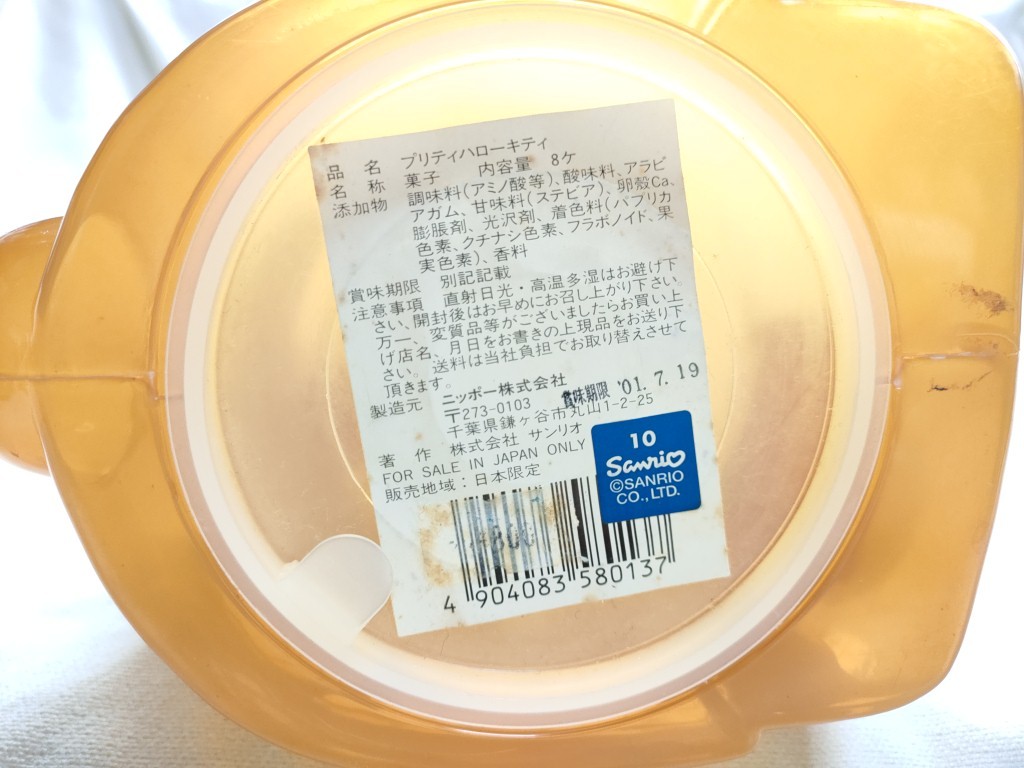 品 名 プリティハローキティ
名 称 菓子 内容量 8ケ
添加物 調味料(アミノ酸等)、酸味料、アラビ
アガム、甘味料(ステビア)、卵殻Ca、
膨脹剤、光沢剤、着色料(パプリカ
色素、クチナシ色素、フラボノイド、果
実色素)、香料
賞味期限 別記記載
注意事項 直射日光・高温多湿はお避け下
さい、開封後はお早めにお召し上がり下さい。
万一、変質品等がございましたらお買い上
げ店名、月日をお書きの上現品をお送り下
さい。送料は当社負担でお取り替えさせて
頂きます。
製造元 ニッポー株式会社
賞味期限 '01.7.19
〒273-0103
千葉県鎌ヶ谷市丸山1-2-25
著 作 株式会社 サンリオ
FOR SALE IN JAPAN ONLY
販売地域:日本限定
10
Sanrio
©SANRIO
CO., LTD.
4 904083 580137